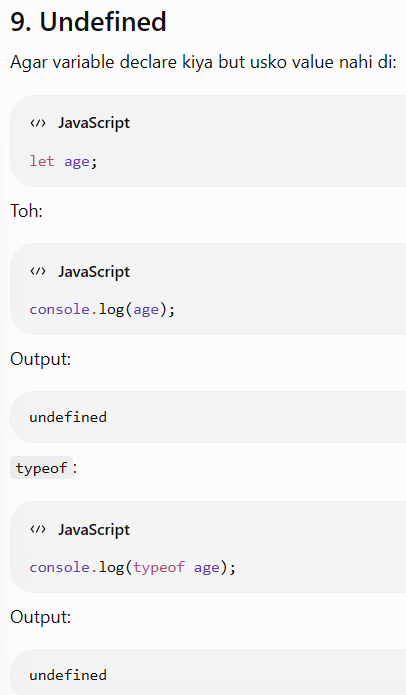 9. Undefined
Agar variable declare kiya but usko value nahi di:
</> JavaScript
let age;
Toh:
</> JavaScript
console.log(age);
Output:
undefined
typeof:
</> JavaScript
console.log(typeof age);
Output:
undefined